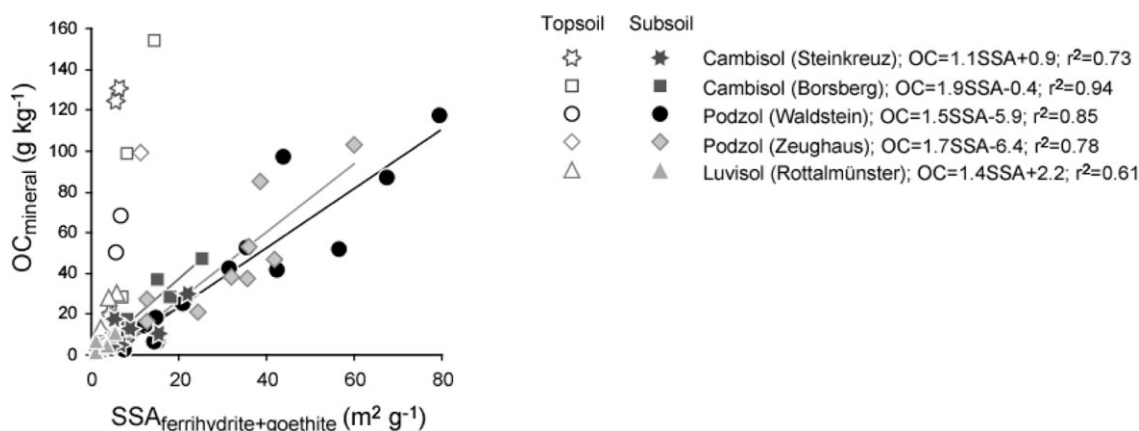 Topsoil Subsoil
Cambisol (Steinkreuz); OC=1.1SSA+0.9; r²=0.73
Cambisol (Borsberg); OC=1.9SSA-0.4; r²=0.94
Podzol (Waldstein); OC=1.5SSA-5.9; r²=0.85
Podzol (Zeughaus); OC=1.7SSA-6.4; r²=0.78
Luvisol (Rottalmünster); OC=1.4SSA+2.2; r²=0.61
OCmineral (g kg⁻¹)
160
140
120
100
80
60
40
20
0
0 20 40 60 80
SSAferrihydrite+goethite (m² g⁻¹)